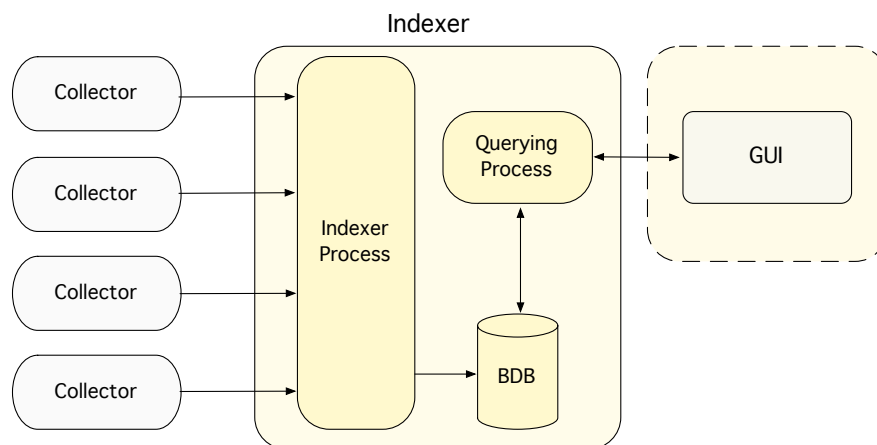 Indexer
Collector
Collector
Collector
Collector
Indexer
Process
Querying
Process
BDB
GUI